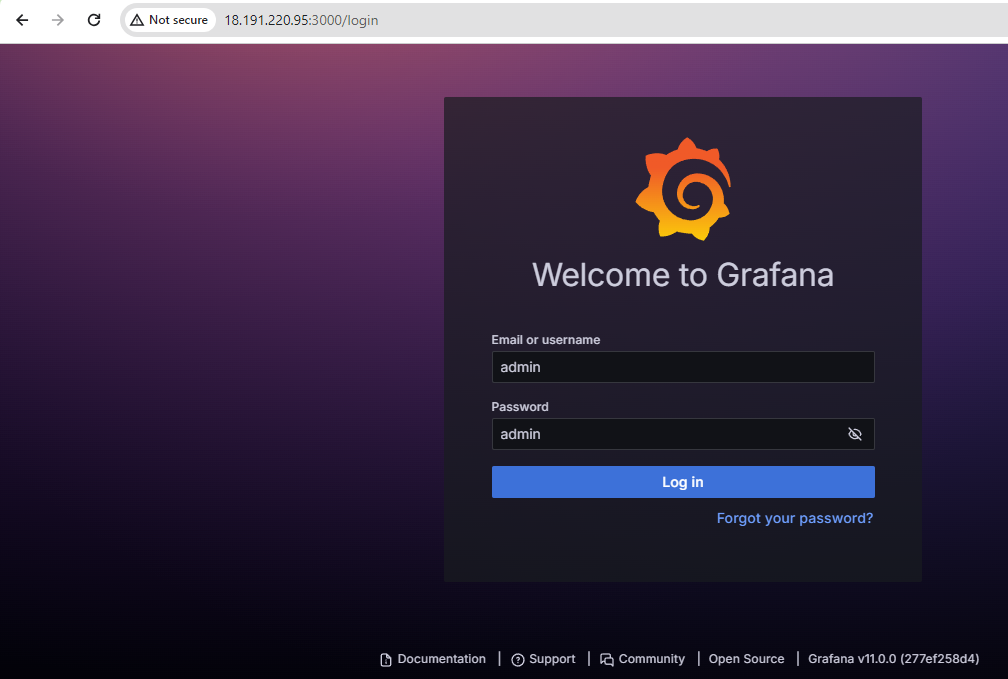 Not secure 18.191.220.95:3000/login
Welcome to Grafana
Email or username
admin
Password
admin
Log in
Forgot your password?
Documentation | Support | Community | Open Source | Grafana v11.0.0 (277ef258d4)